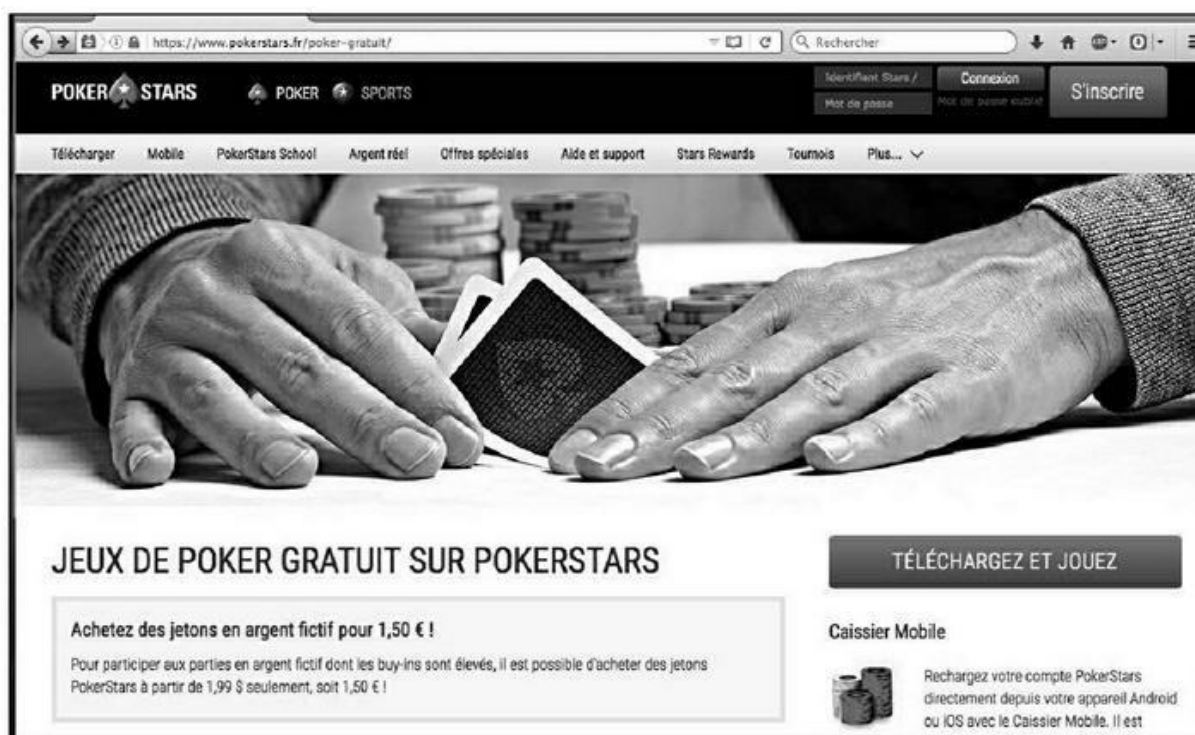 https://www.pokerstars.fr/poker-gratuit/
Rechercher
POKER STARS
POKER
SPORTS
Identifiant Stars /
Connexion
S'inscrire
Mot de passe
Mot de passe oublié
Télécharger Mobile PokerStars School Argent réel Offres spéciales Aide et support Stars Rewards Tournois Plus...
JEUX DE POKER GRATUIT SUR POKERSTARS
Achetez des jetons en argent fictif pour 1,50 € !
Pour participer aux parties en argent fictif dont les buy-ins sont élevés, il est possible d'acheter des jetons
PokerStars à partir de 1,99 $ seulement, soit 1,50 € !
TÉLÉCHARGEZ ET JOUEZ
Caissier Mobile
Rechargez votre compte PokerStars
directement depuis votre appareil Android
ou iOS avec le Caissier Mobile. Il est